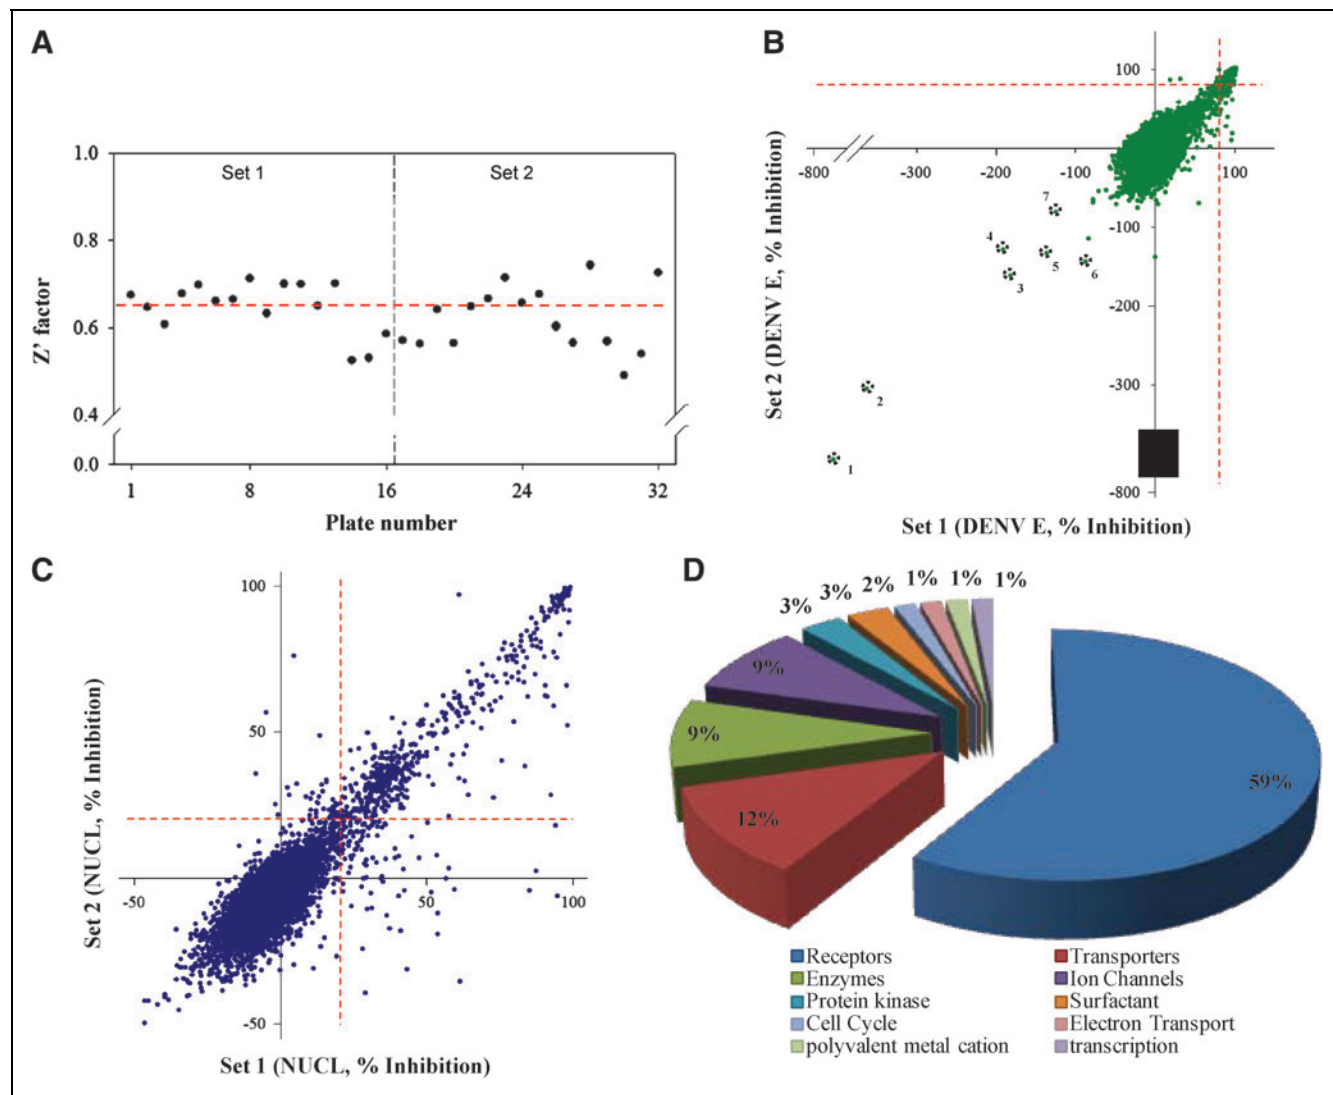 A
1.0
Set 1
Set 2
0.8
0.6
0.4
0.0
Z' factor
1
8
16
24
32
Plate number
B
100
-800
-300
-200
-100
100
-100
-200
-300
-800
7
4
5
6
3
2
1
Set 2 (DENV E, % Inhibition)
Set 1 (DENV E, % Inhibition)
C
100
50
-50
50
100
-50
Set 2 (NUCL, % Inhibition)
Set 1 (NUCL, % Inhibition)
D
3%
3%
2%
1%
1%
1%
9%
9%
12%
59%
Receptors
Transporters
Enzymes
Ion Channels
Protein kinase
Surfactant
Cell Cycle
Electron Transport
polyvalent metal cation
transcription